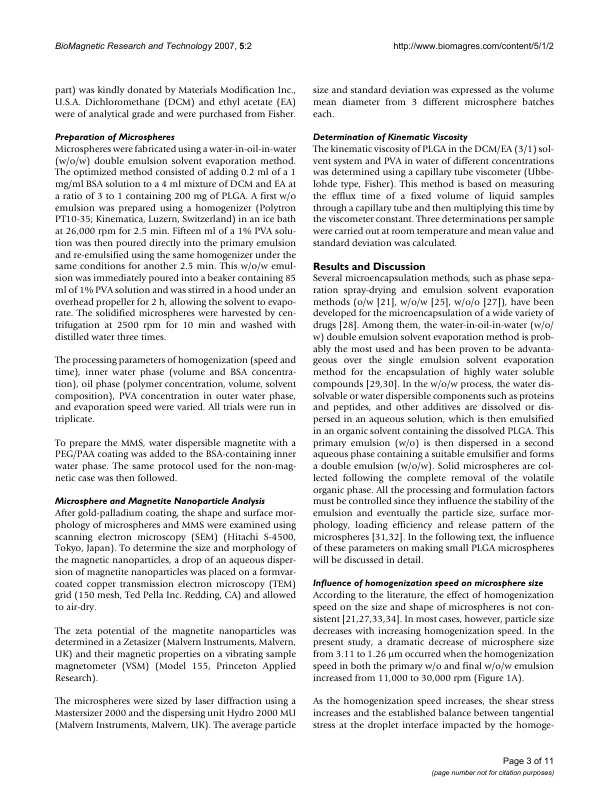 BioMagnetic Research and Technology 2007, 5:2
http://www.biomagres.com/content/5/1/2
part) was kindly donated by Materials Modification Inc.,
U.S.A. Dichloromethane (DCM) and ethyl acetate (EA)
were of analytical grade and were purchased from Fisher.
Preparation of Microspheres
Microspheres were fabricated using a water-in-oil-in-water
(w/o/w) double emulsion solvent evaporation method.
The optimized method consisted of adding 0.2 ml of a 1
mg/ml BSA solution to a 4 ml mixture of DCM and EA at
a ratio of 3 to 1 containing 200 mg of PLGA. A first w/o
emulsion was prepared using a homogenizer (Polytron
PT10-35; Kinematica, Luzern, Switzerland) in an ice bath
at 26,000 rpm for 2.5 min. Fifteen ml of a 1% PVA solu-
tion was then poured directly into the primary emulsion
and re-emulsified using the same homogenizer under the
same conditions for another 2.5 min. This w/o/w emul-
sion was immediately poured into a beaker containing 85
ml of 1% PVA solution and was stirred in a hood under an
overhead propeller for 2 h, allowing the solvent to evapo-
rate. The solidified microspheres were harvested by cen-
trifugation at 2500 rpm for 10 min and washed with
distilled water three times.
The processing parameters of homogenization (speed and
time), inner water phase (volume and BSA concentra-
tion), oil phase (polymer concentration, volume, solvent
composition), PVA concentration in outer water phase,
and evaporation speed were varied. All trials were run in
triplicate.
To prepare the MMS, water dispersible magnetite with a
PEG/PAA coating was added to the BSA-containing inner
water phase. The same protocol used for the non-mag-
netic case was then followed.
Microsphere and Magnetite Nanoparticle Analysis
After gold-palladium coating, the shape and surface mor-
phology of microspheres and MMS were examined using
scanning electron microscopy (SEM) (Hitachi S-4500,
Tokyo, Japan). To determine the size and morphology of
the magnetic nanoparticles, a drop of an aqueous disper-
sion of magnetite nanoparticles was placed on a formvar-
coated copper transmission electron microscopy (TEM)
grid (150 mesh, Ted Pella Inc. Redding, CA) and allowed
to air-dry.
The zeta potential of the magnetite nanoparticles was
determined in a Zetasizer (Malvern Instruments, Malvern,
UK) and their magnetic properties on a vibrating sample
magnetometer (VSM) (Model 155, Princeton Applied
Research).
The microspheres were sized by laser diffraction using a
Mastersizer 2000 and the dispersing unit Hydro 2000 MU
(Malvern Instruments, Malvern, UK). The average particle
size and standard deviation was expressed as the volume
mean diameter from 3 different microsphere batches
each.
Determination of Kinematic Viscosity
The kinematic viscosity of PLGA in the DCM/EA (3/1) sol-
vent system and PVA in water of different concentrations
was determined using a capillary tube viscometer (Ubbe-
lohde type, Fisher). This method is based on measuring
the efflux time of a fixed volume of liquid samples
through a capillary tube and then multiplying this time by
the viscometer constant. Three determinations per sample
were carried out at room temperature and mean value and
standard deviation was calculated.
Results and Discussion
Several microencapsulation methods, such as phase sepa-
ration spray-drying and emulsion solvent evaporation
methods (o/w [21], w/o/w [25], w/o/o [27]), have been
developed for the microencapsulation of a wide variety of
drugs [28]. Among them, the water-in-oil-in-water (w/o/
w) double emulsion solvent evaporation method is prob-
ably the most used and has been proven to be advanta-
geous over the single emulsion solvent evaporation
method for the encapsulation of highly water soluble
compounds [29,30]. In the w/o/w process, the water dis-
solvable or water dispersible components such as proteins
and peptides, and other additives are dissolved or dis-
persed in an aqueous solution, which is then emulsified
in an organic solvent containing the dissolved PLGA. This
primary emulsion (w/o) is then dispersed in a second
aqueous phase containing a suitable emulsifier and forms
a double emulsion (w/o/w). Solid microspheres are col-
lected following the complete removal of the volatile
organic phase. All the processing and formulation factors
must be controlled since they influence the stability of the
emulsion and eventually the particle size, surface mor-
phology, loading efficiency and release pattern of the
microspheres [31,32]. In the following text, the influence
of these parameters on making small PLGA microspheres
will be discussed in detail.
Influence of homogenization speed on microsphere size
According to the literature, the effect of homogenization
speed on the size and shape of microspheres is not con-
sistent [21,27,33,34]. In most cases, however, particle size
decreases with increasing homogenization speed. In the
present study, a dramatic decrease of microsphere size
from 3.11 to 1.26 μm occurred when the homogenization
speed in both the primary w/o and final w/o/w emulsion
increased from 11,000 to 30,000 rpm (Figure 1A).
As the homogenization speed increases, the shear stress
increases and the established balance between tangential
stress at the droplet interface impacted by the homoge-
Page 3 of 11
(page number not for citation purposes)